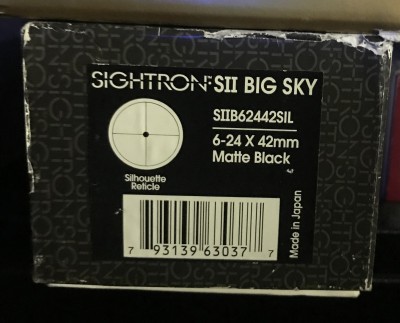 SIGHTRON® SII BIG SKY
SIIB62442SIL
6-24 X 42mm
Matte Black
Silhouette
Reticle
7 93139 63037 7
Made in Japan